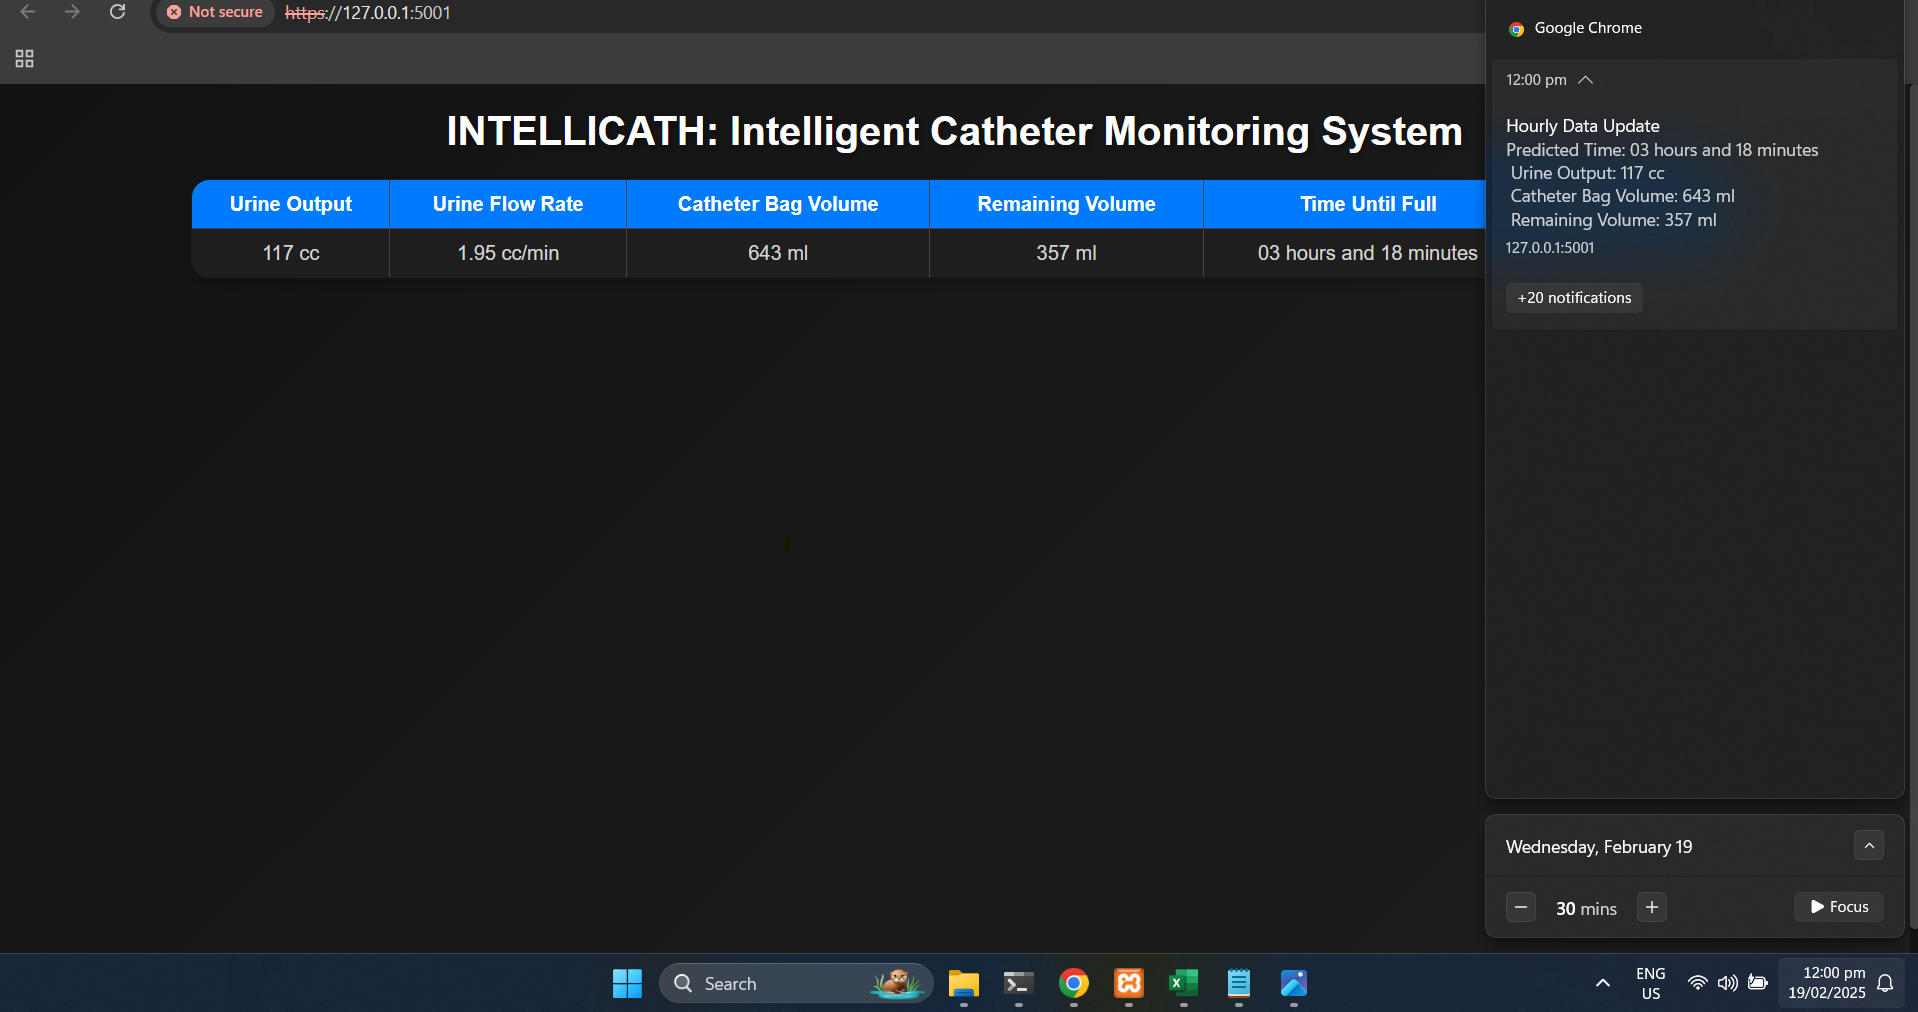 Not secure https://127.0.0.1:5001
INTELLICATH: Intelligent Catheter Monitoring System
Urine Output Urine Flow Rate Catheter Bag Volume Remaining Volume Time Until Full
117 cc 1.95 cc/min 643 ml 357 ml 03 hours and 18 minutes
Google Chrome
12:00 pm
Hourly Data Update
Predicted Time: 03 hours and 18 minutes
Urine Output: 117 cc
Catheter Bag Volume: 643 ml
Remaining Volume: 357 ml
127.0.0.1:5001
+20 notifications
Wednesday, February 19
30 mins
Focus
Search
ENG
US
12:00 pm
19/02/2025